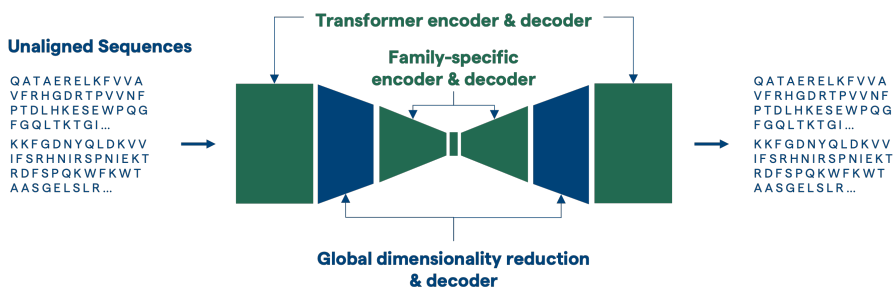 Transformer encoder & decoder
Unaligned Sequences
Family-specific
encoder & decoder
QATAERELKFVVA
VFRHGDRTPVVNF
PTDLHKESEWPQG
FGQLTKTGI...
KKFGDNYQLDKVV
IFSRHNIRSPNIEKT
RDFSPQKWFKWT
AASGELSLR...
QATAERELKFVVA
VFRHGDRTPVVNF
PTDLHKESEWPQG
FGQLTKTGI...
KKFGDNYQLDKVV
IFSRHNIRSPNIEKT
RDFSPQKWFKWT
AASGELSLR...
Global dimensionality reduction
& decoder